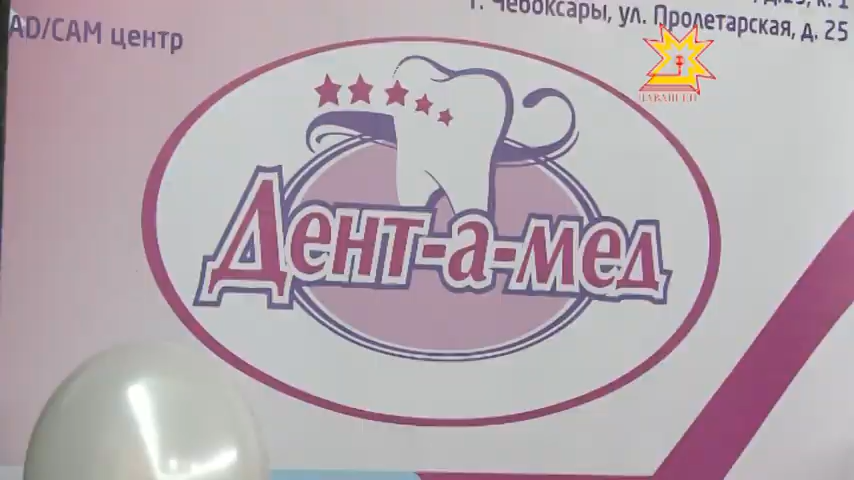 AD/CAM центр
г. Чебоксары, ул. Пролетарская, д. 25
Дент-а-мед